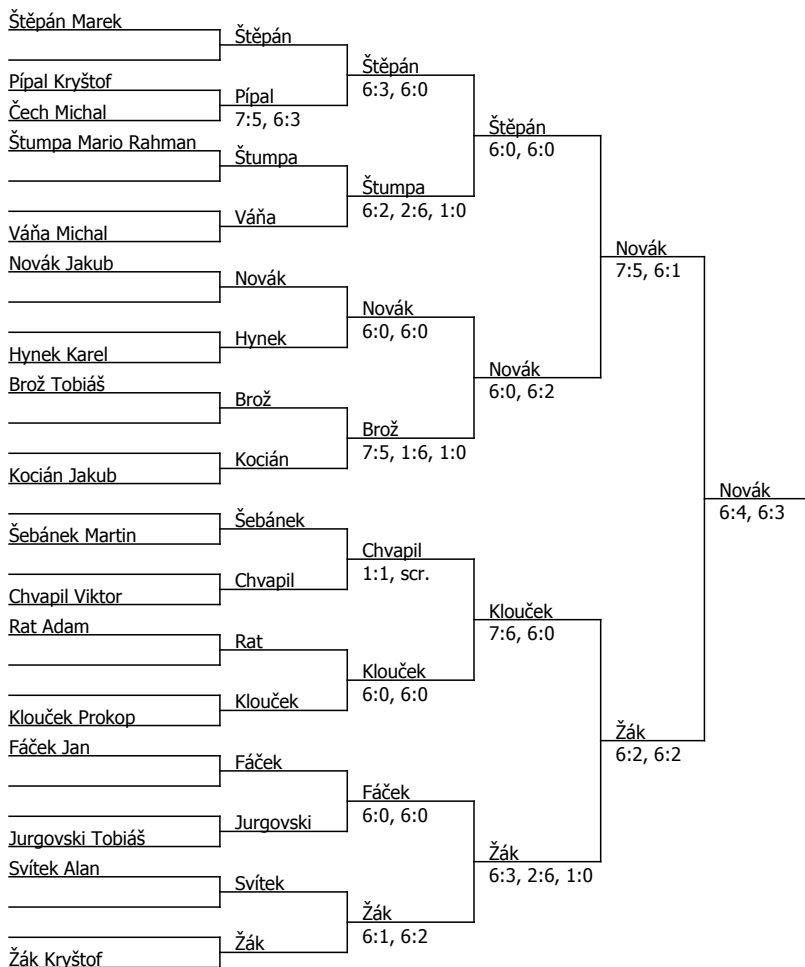 Štěpán Marek
Pípal Kryštof
Čech Michal
Štumpa Mario Rahman
Váňa Michal
Novák Jakub
Hynek Karel
Brož Tobiáš
Kocián Jakub
Šebánek Martin
Chvapil Viktor
Rat Adam
Klouček Prokop
Fáček Jan
Jurgovski Tobiáš
Svítek Alan
Žák Kryštof
Štěpán
Pípal
7:5, 6:3
Štumpa
Váňa
Novák
Hynek
Brož
Kocián
Šebánek
Chvapil
Rat
Klouček
Fáček
Jurgovski
Svítek
Žák
Štěpán
6:3, 6:0
Štumpa
6:2, 2:6, 1:0
Novák
6:0, 6:0
Brož
7:5, 1:6, 1:0
Chvapil
1:1, scr.
Klouček
6:0, 6:0
Fáček
6:0, 6:0
Žák
6:1, 6:2
Štěpán
6:0, 6:0
Novák
6:0, 6:2
Klouček
7:6, 6:0
Žák
6:3, 2:6, 1:0
Novák
7:5, 6:1
Žák
6:2, 6:2
Novák
6:4, 6:3